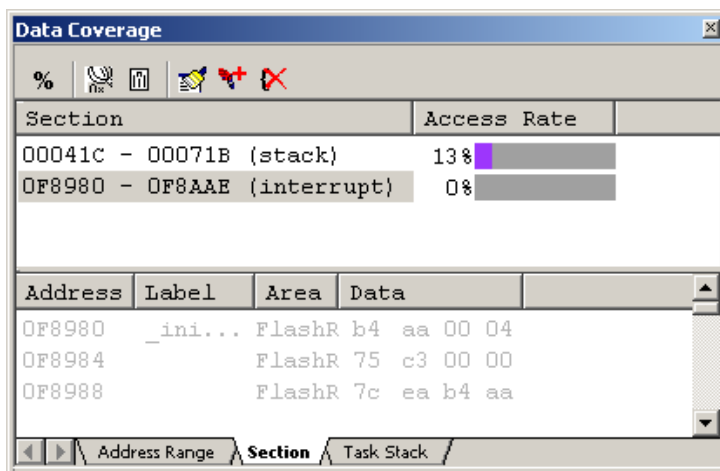 Data Coverage
%
Section Access Rate
00041C - 00071B (stack) 13%
0F8980 - 0F8AAE (interrupt) 0%
Address Label Area Data
0F8980 _ini... FlashR b4 aa 00 04
0F8984 FlashR 75 c3 00 00
0F8988 FlashR 7c ea b4 aa
Address Range Section Task Stack